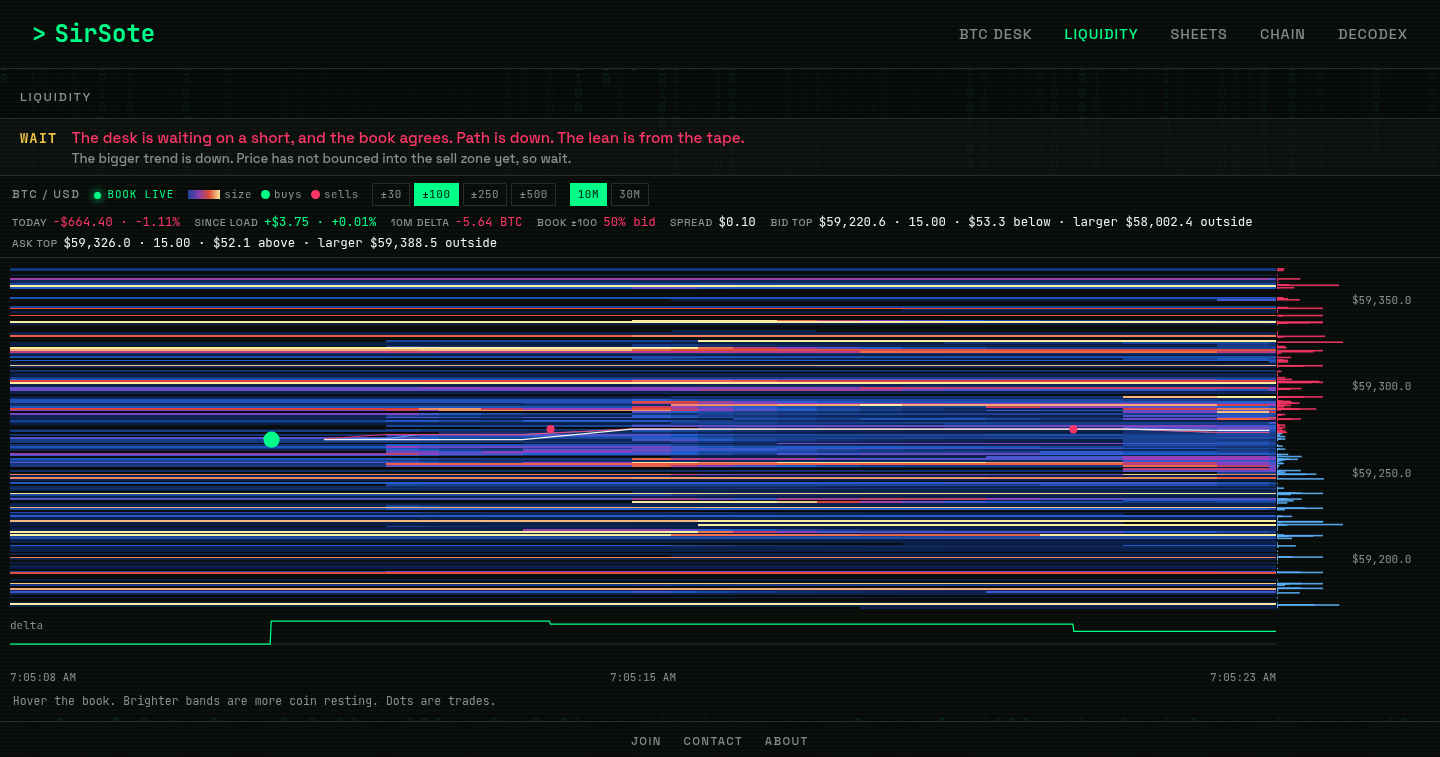 > SirSote
BTC DESK LIQUIDITY SHEETS CHAIN DECODEX
LIQUIDITY
WAIT The desk is waiting on a short, and the book agrees. Path is down. The lean is from the tape.
The bigger trend is down. Price has not bounced into the sell zone yet, so wait.
BTC / USD BOOK LIVE size buys sells ±30 ±100 ±250 ±500 10M 30M
TODAY -$664.40 · -1.11% SINCE LOAD +$3.75 · +0.01% 10M DELTA -5.64 BTC BOOK ±100 50% bid SPREAD $0.10 BID TOP $59,220.6 · 15.00 · $53.3 below · larger $58,002.4 outside
ASK TOP $59,326.0 · 15.00 · $52.1 above · larger $59,388.5 outside
$59,350.0
$59,300.0
$59,250.0
$59,200.0
delta
7:05:08 AM 7:05:15 AM 7:05:23 AM
Hover the book. Brighter bands are more coin resting. Dots are trades.
JOIN CONTACT ABOUT